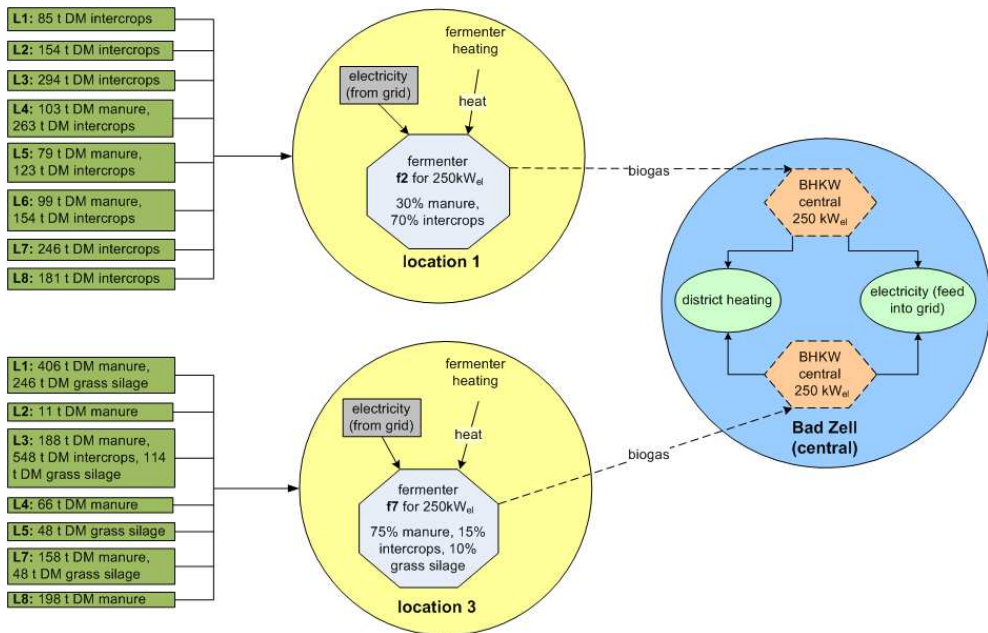 L1: 85 t DM intercrops
L2: 154 t DM intercrops
L3: 294 t DM intercrops
L4: 103 t DM manure,
263 t DM intercrops
L5: 79 t DM manure,
123 t DM intercrops
L6: 99 t DM manure,
154 t DM intercrops
L7: 246 t DM intercrops
L8: 181 t DM intercrops
fermenter
heating
electricity
(from grid)
heat
fermenter
f2 for 250kWel
30% manure,
70% intercrops
location 1
biogas
BHKW
central
250 kWel
district heating
electricity (feed
into grid)
BHKW
central
250 kWel
Bad Zell
(central)
L1: 406 t DM manure,
246 t DM grass silage
L2: 11 t DM manure
L3: 188 t DM manure,
548 t DM intercrops, 114
t DM grass silage
L4: 66 t DM manure
L5: 48 t DM grass silage
L7: 158 t DM manure,
48 t DM grass silage
L8: 198 t DM manure
fermenter
heating
electricity
(from grid)
heat
fermenter
f7 for 250kWel
75% manure, 15%
intercrops, 10%
grass silage
location 3
biogas